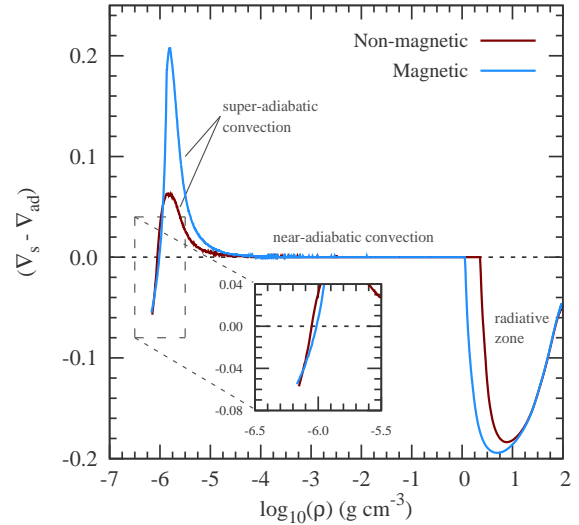 Non-magnetic
Magnetic
super-adiabatic
convection
near-adiabatic convection
radiative
zone
(∇s - ∇ad)
0.2
0.1
0.0
-0.1
-0.2
0.04
0.00
-0.04
-0.08
-6.5
-6.0
-5.5
-7
-6
-5
-4
-3
-2
-1
0
1
2
log10(ρ) (g cm-3)